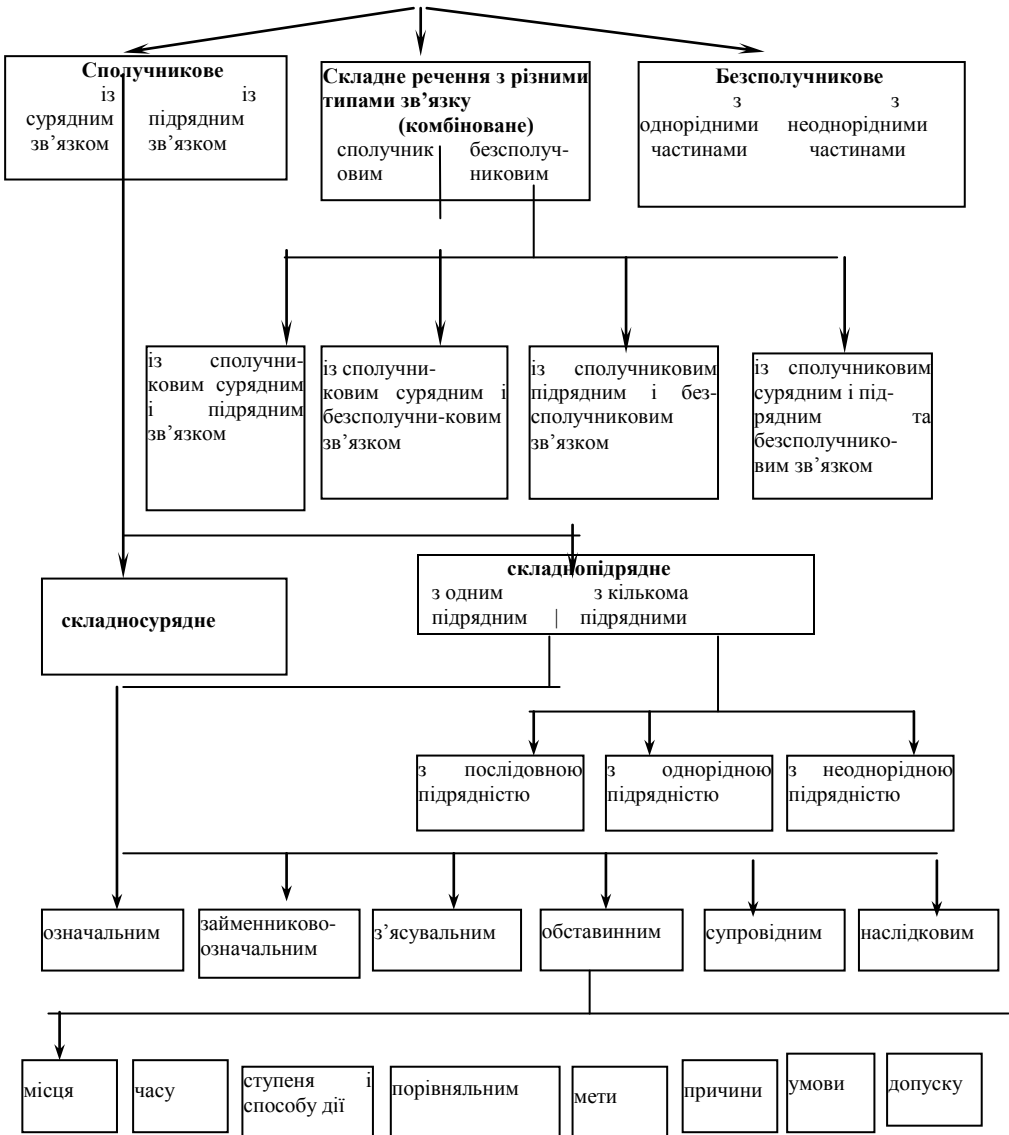 Сполучникове
із із
сурядним підрядним
зв’язком зв’язком
Складне речення з різними
типами зв’язку
(комбіноване)
сполучник безсполуч-
овим никовим
Безсполучникове
з з
однорідними неоднорідними
частинами частинами
із сполучни-
ковим сурядним
і підрядним
зв’язком
із сполучни-
ковим сурядним і
безсполучни-ковим
зв’язком
із сполучниковим
підрядним і без-
сполучниковим
зв’язком
із сполучниковим
сурядним і під-
рядним та
безсполучнико-
вим зв’язком
складносурядне
складнопідрядне
з одним з кількома
підрядним | підрядними
з послідовною
підрядністю
з однорідною
підрядністю
з неоднорідною
підрядністю
означальним
займенниково-
означальним
з’ясувальним
обставинним
супровідним
наслідковим
місця
часу
ступеня і
способу дії
порівняльним
мети
причини
умови
допуску